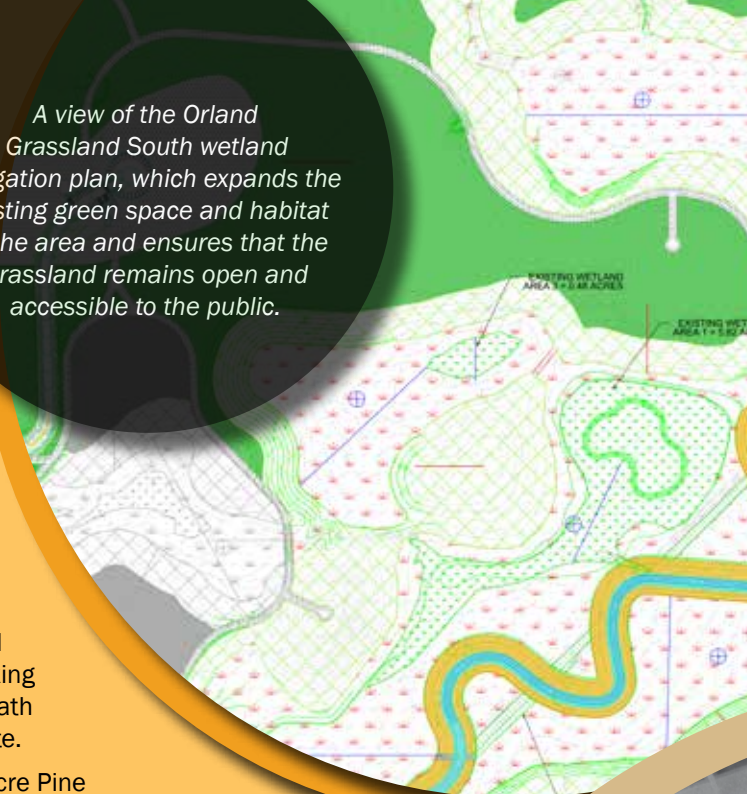 A view of the Orland
Grassland South wetland
gation plan, which expands the
sting green space and habitat
he area and ensures that the
rassland remains open and
accessible to the public.
EXISTING WETLAND
AREA 3 = 0.48 ACRES
EXISTING WET
AREA 1 = 5.82 A
ing
ath
te.
cre Pine